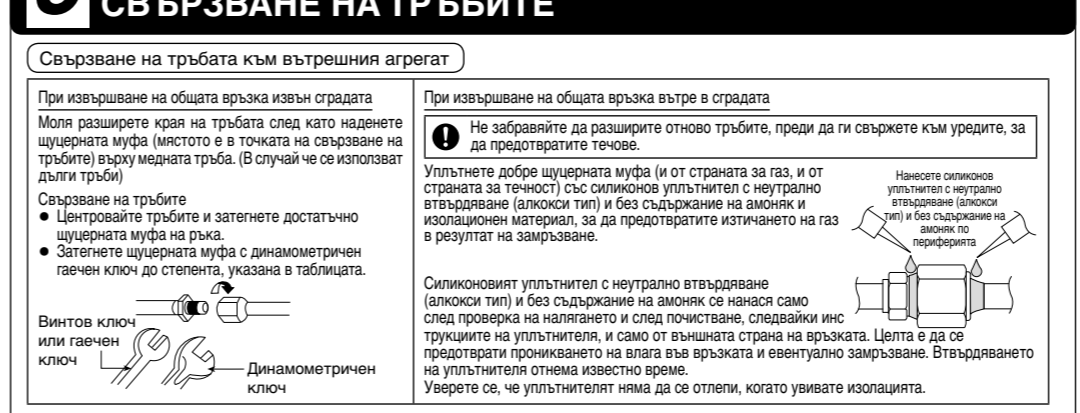 СВЪРЗВАНЕ НА ТРЪБИТЕ
Свързване на тръбата към вътрешния агрегат
При извършване на общата връзка извън сградата
Моля разширете края на тръбата след като наденете
щуцерната муфа (мястото е в точката на свързване на
тръбите) върху медната тръба. (В случай че се използват
дълги тръби)
Свързване на тръбите
● Центровайте тръбите и затегнете достатъчно
щуцерната муфа на ръка.
● Затегнете щуцерната муфа с динамометричен
гаечен ключ до степента, указана в таблицата.
Винтов ключ
или гаечен
ключ
Динамометричен
ключ
При извършване на общата връзка вътре в сградата
Не забравяйте да разширите отново тръбите, преди да ги свържете към уредите, за
да предотвратите течове.
Уплътнете добре щуцерната муфа (и от страната за газ, и от
страната за течност) със силиконов уплътнител с неутрално
втвърдяване (алкокси тип) и без съдържание на амоняк и
изолационен материал, за да предотвратите изтичането на газ
в резултат на замръзване.
Нанесете силиконов
уплътнител с неутрално
втвърдяване (алкокси
тип) и без съдържание на
амоняк по
периферията
Силиконовият уплътнител с неутрално втвърдяване
(алкокси тип) и без съдържание на амоняк се нанася само
след проверка на налягането и след почистване, следвайки инс
трукциите на уплътнителя, и само от външната страна на връзката. Целта е да се
предотврати проникването на влага във връзката и евентуално замръзване. Втвърдяването
на уплътнителя отнема известно време.
Уверете се, че уплътнителят няма да се отлепи, когато увивате изолацията.